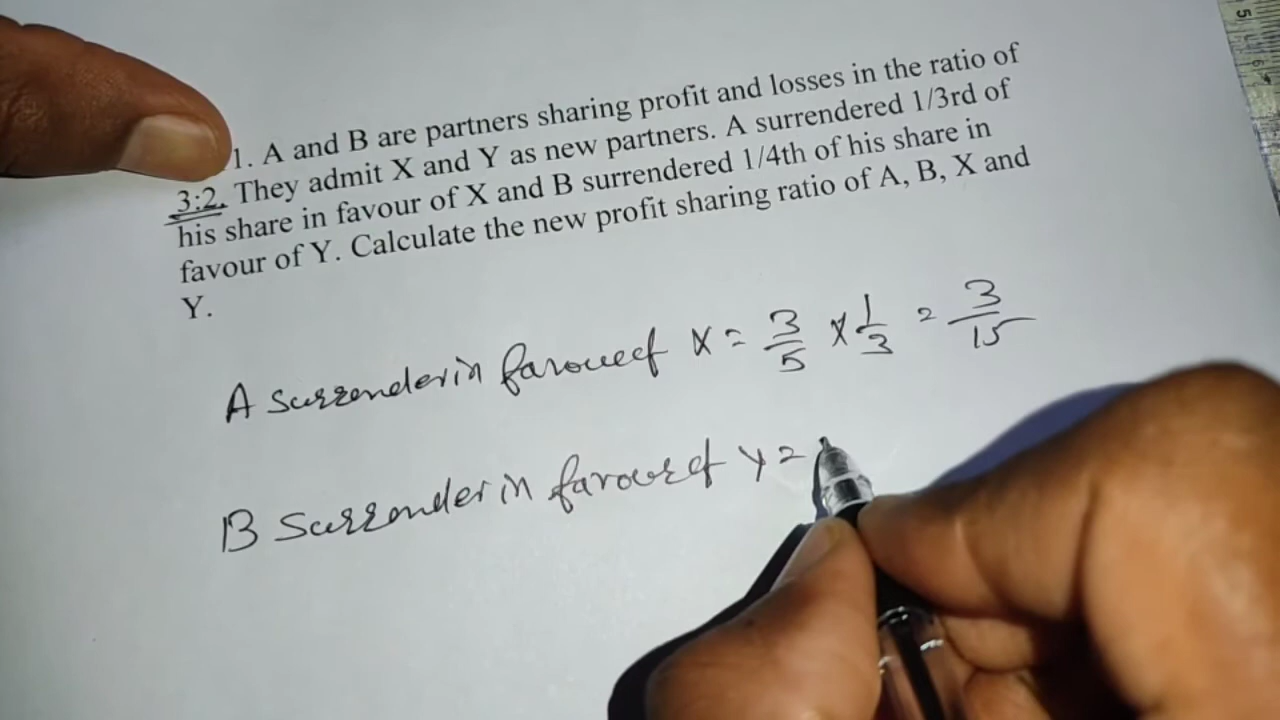 1. A and B are partners sharing profit and losses in the ratio of
3:2. They admit X and Y as new partners. A surrendered 1/3rd of
his share in favour of X and B surrendered 1/4th of his share in
favour of Y. Calculate the new profit sharing ratio of A, B, X and
Y.
A surrender in favour of X = 3/5 x 1/3 = 3/15
B surrender in favour of Y =
5
6